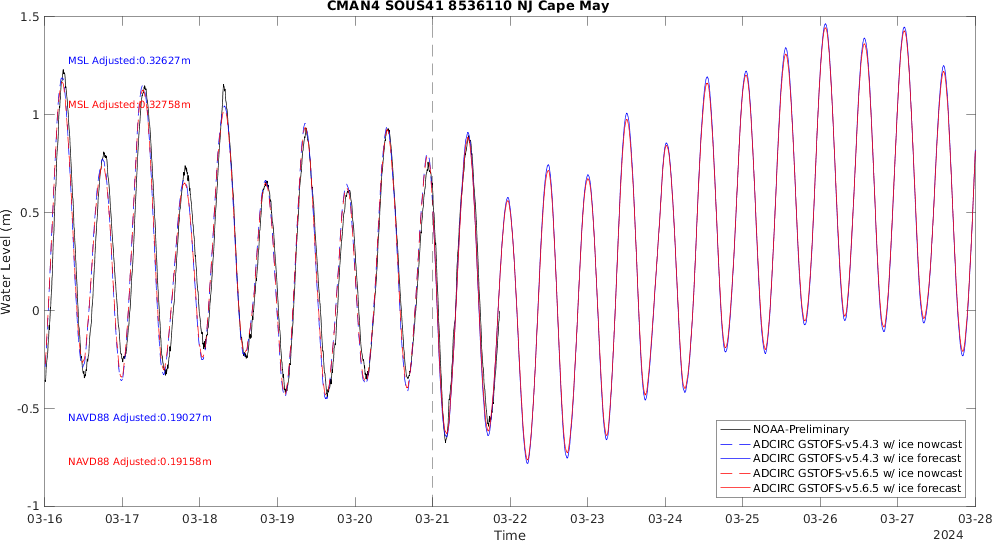 CMAN4 SOUS41 8536110 NJ Cape May
1.5
1
0.5
0
-0.5
-1
Water Level (m)
MSL Adjusted:0.32627m
MSL Adjusted:0.32758m
NAVD88 Adjusted:0.19027m
NAVD88 Adjusted:0.19158m
NOAA-Preliminary
ADCIRC GSTOFS-v5.4.3 w/ ice nowcast
ADCIRC GSTOFS-v5.4.3 w/ ice forecast
ADCIRC GSTOFS-v5.6.5 w/ ice nowcast
ADCIRC GSTOFS-v5.6.5 w/ ice forecast
03-16 03-17 03-18 03-19 03-20 03-21 03-22 03-23 03-24 03-25 03-26 03-27 03-28
Time
2024